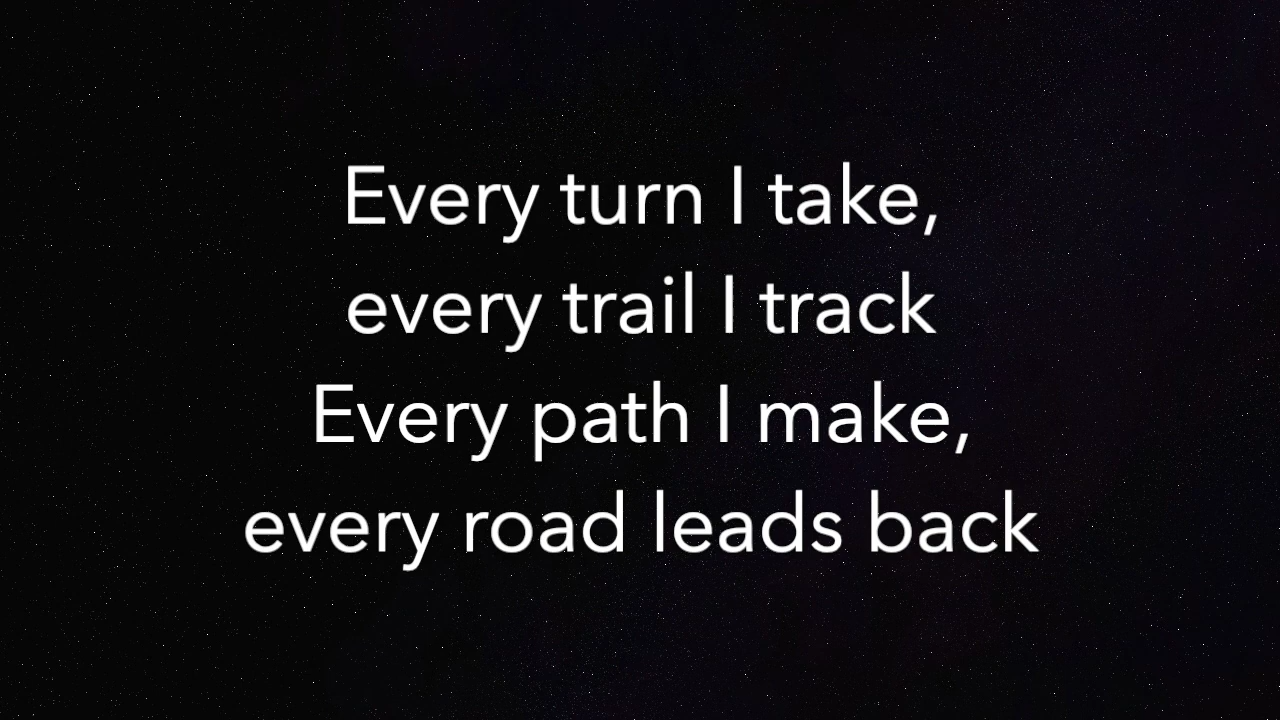 Every turn I take,
every trail I track
Every path I make,
every road leads back